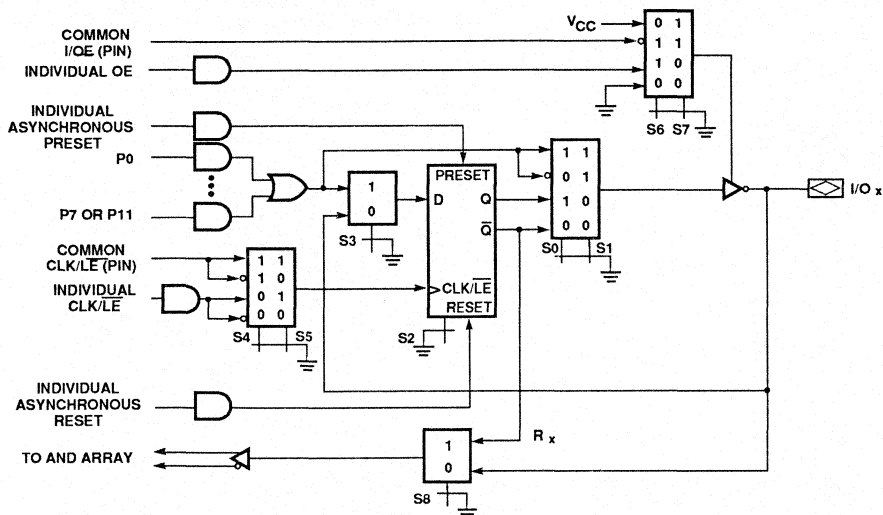 COMMON
I/OE (PIN)
INDIVIDUAL OE
VCC
0 1
1 1
1 0
0 0
S6 S7
INDIVIDUAL
ASYNCHRONOUS
PRESET
P0
P7 OR P11
1
0
S3
PRESET
D Q
Q
CLK/LE
RESET
S2
1 1
0 1
1 0
0 0
S0 S1
I/O x
COMMON
CLK/LE (PIN)
INDIVIDUAL
CLK/LE
1 1
1 0
0 1
0 0
S4 S5
INDIVIDUAL
ASYNCHRONOUS
RESET
TO AND ARRAY
1
0
S8
R x